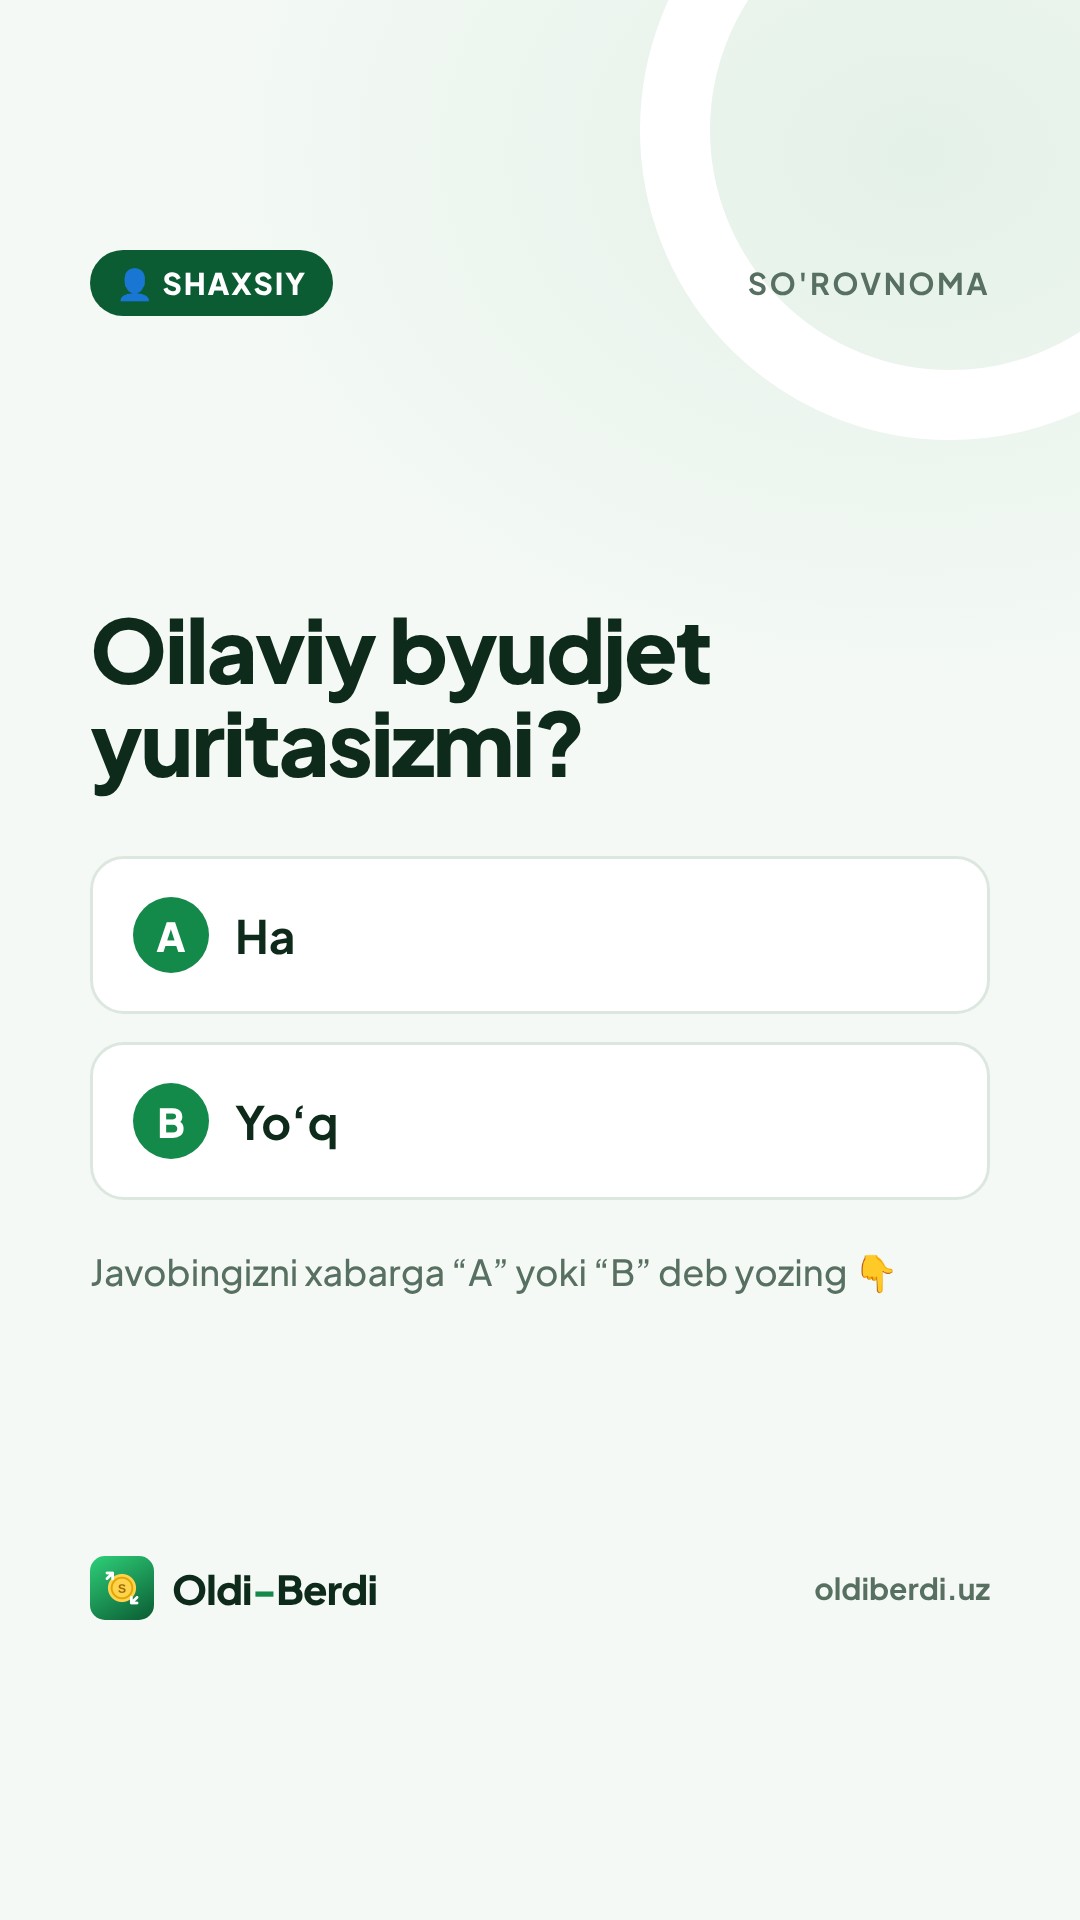 👤 SHAXSIY
SO'ROVNOMA
Oilaviy byudjet
yuritasizmi?
A Ha
B Yo‘q
Javobingizni xabarga “A” yoki “B” deb yozing 👇
Oldi–Berdi
oldiberdi.uz